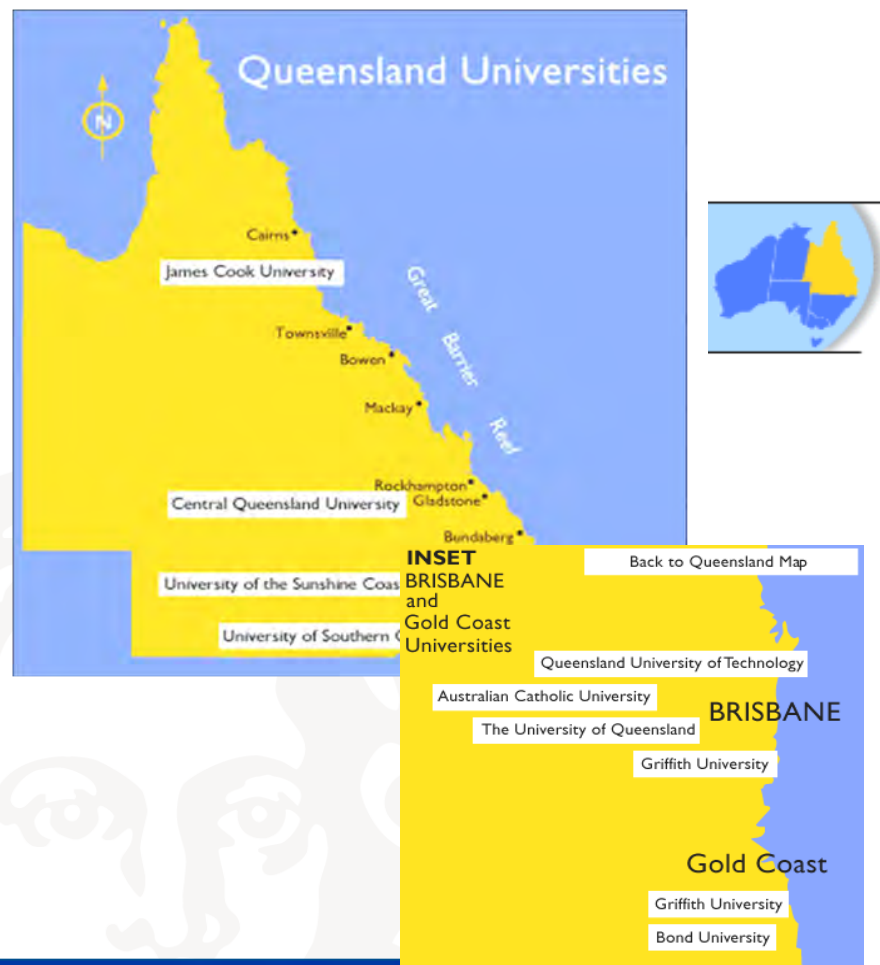 Queensland Universities
N
Cairns
James Cook University
Great
Barrier
Reef
Townsville
Bowen
Mackay
Rockhampton
Central Queensland University
Gladstone
Bundaberg
University of the Sunshine Coas
University of Southern
INSET
BRISBANE
and
Gold Coast
Universities
Back to Queensland Map
Queensland University of Technology
Australian Catholic University
BRISBANE
The University of Queensland
Griffith University
Gold Coast
Griffith University
Bond University